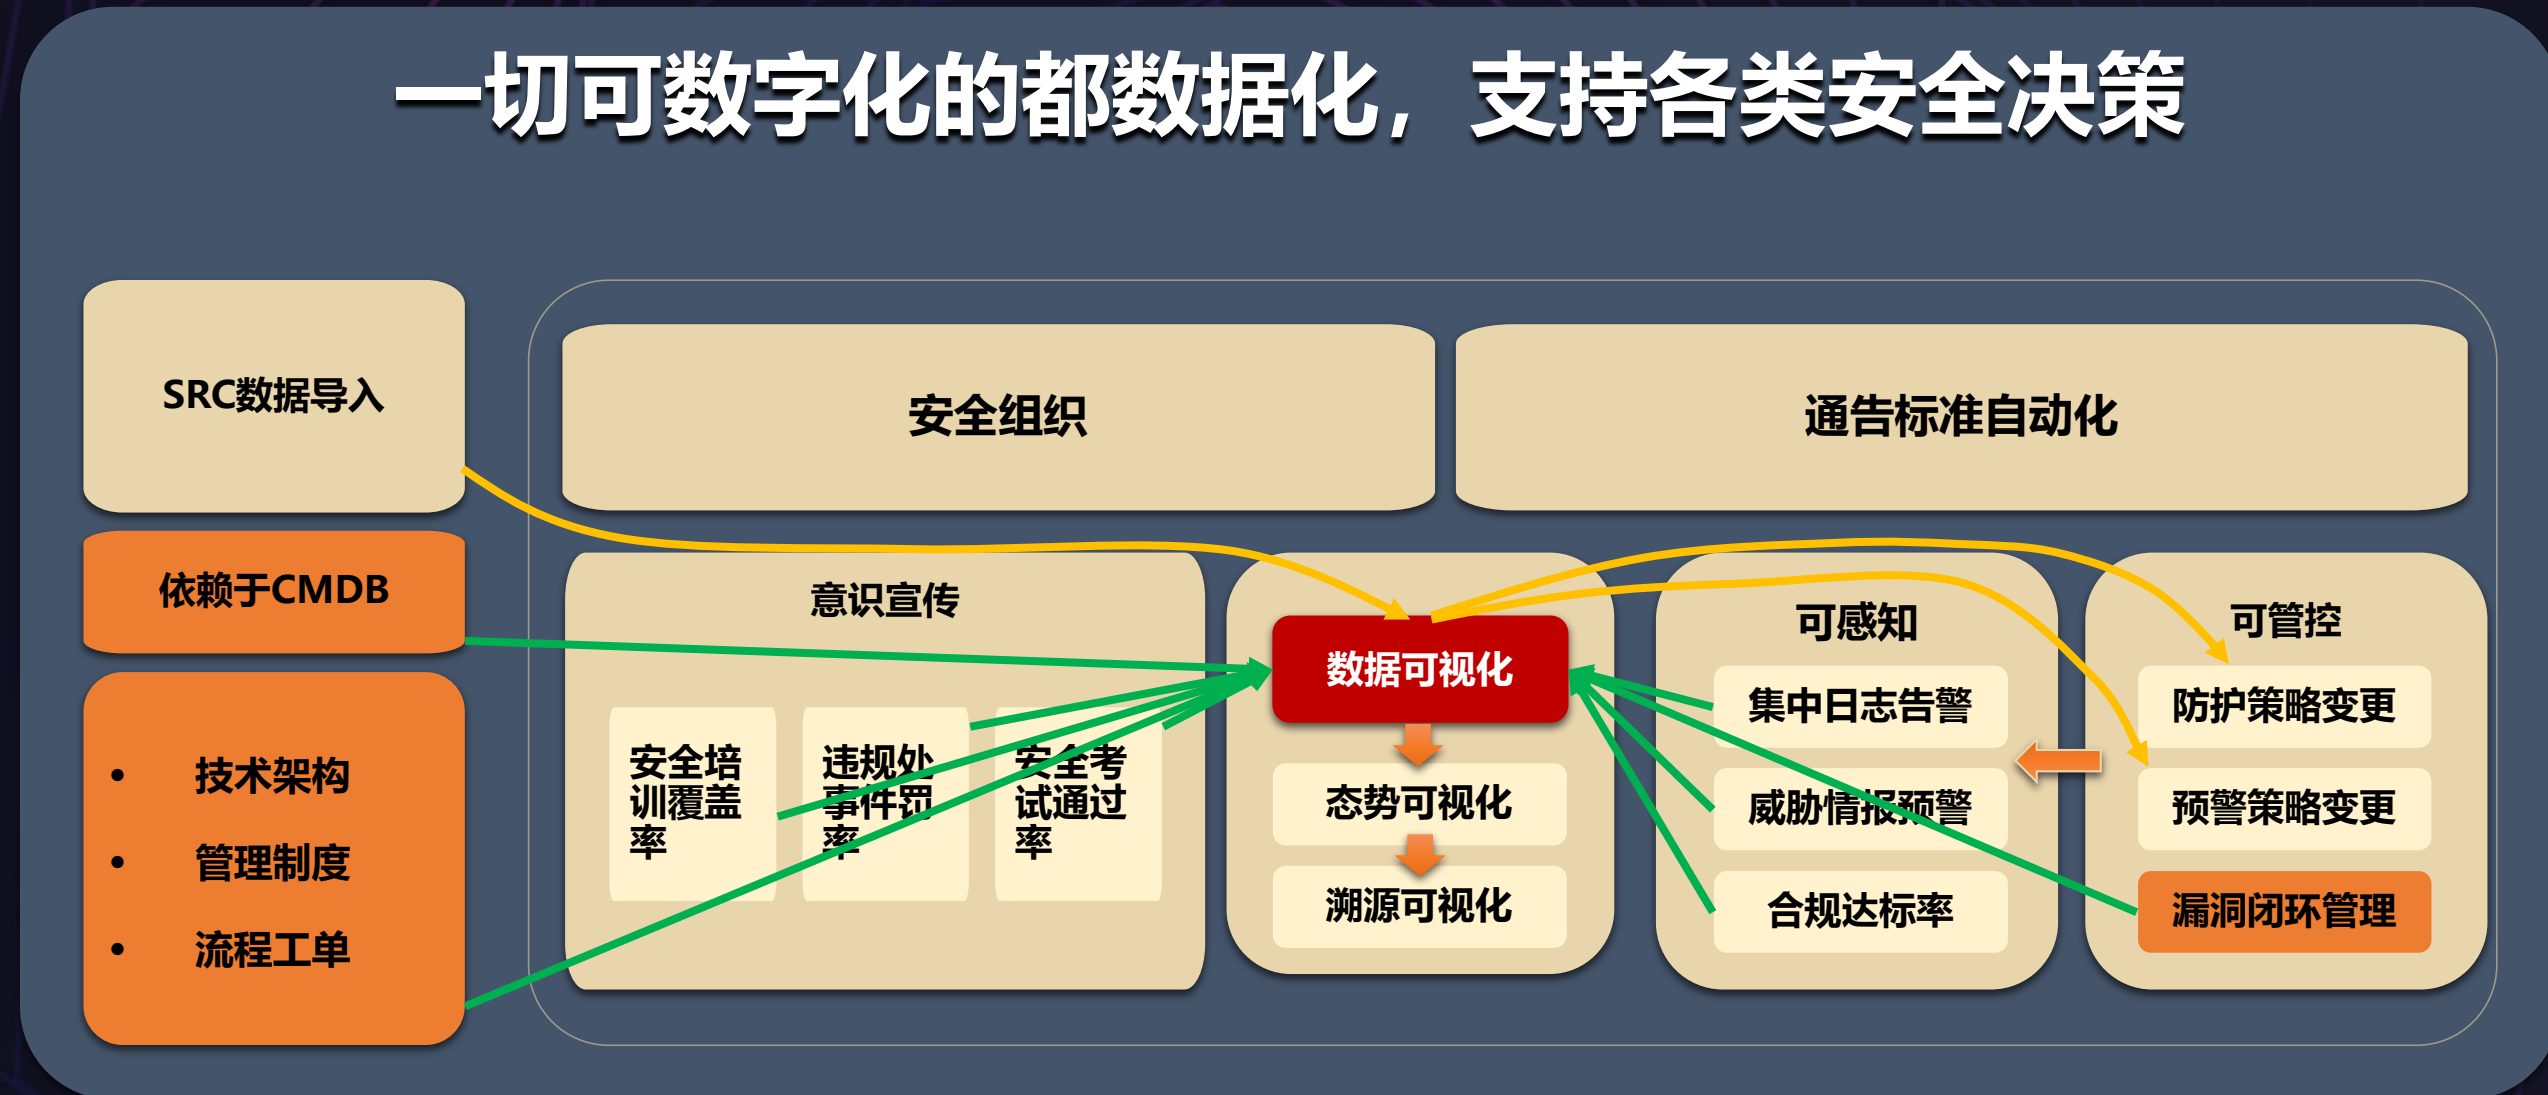 一切可数字化的都数据化，支持各类安全决策
SRC数据导入
安全组织
通告标准自动化
依赖于CMDB
• 技术架构
• 管理制度
• 流程工单
意识宣传
安全培
训覆盖
率
违规处
事件罚
率
安全考
试通过
率
数据可视化
态势可视化
溯源可视化
可感知
集中日志告警
威胁情报预警
合规达标率
可管控
防护策略变更
预警策略变更
漏洞闭环管理